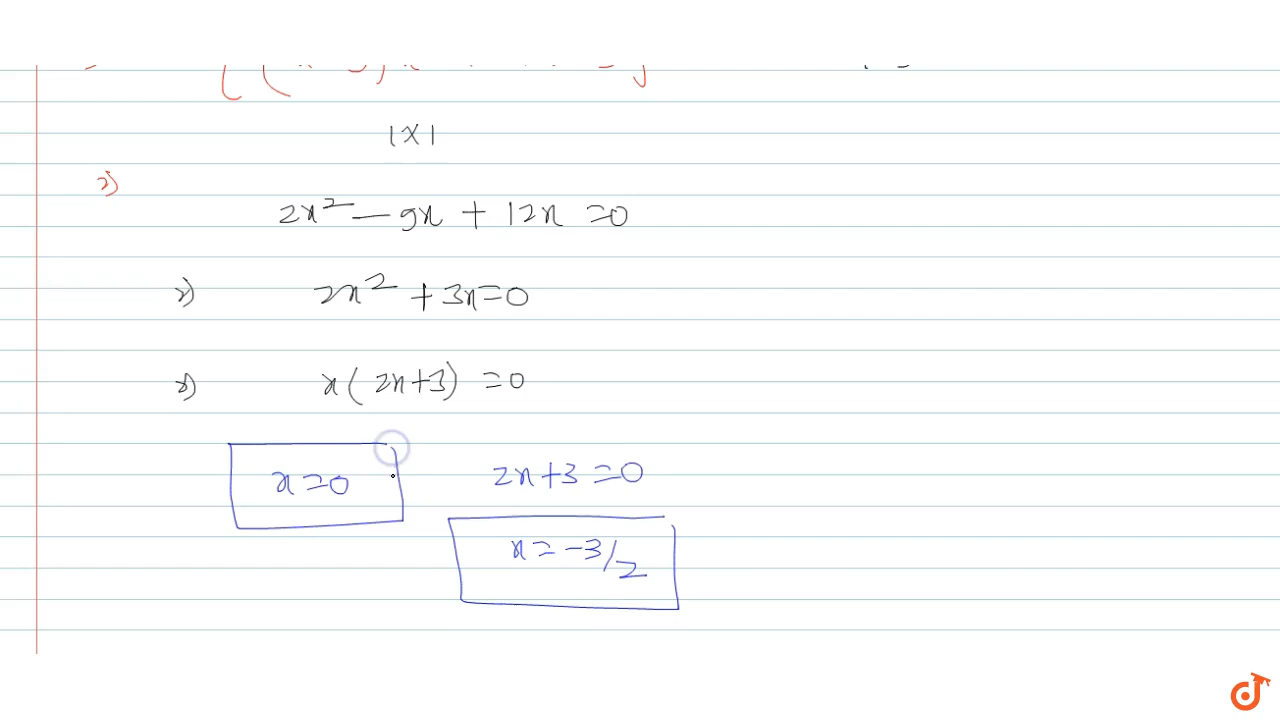 |X|
2x² - 9x + 12x = 0
2x² + 3x = 0
x(2x+3) = 0
x=0 2x+3 = 0
x = -3/2